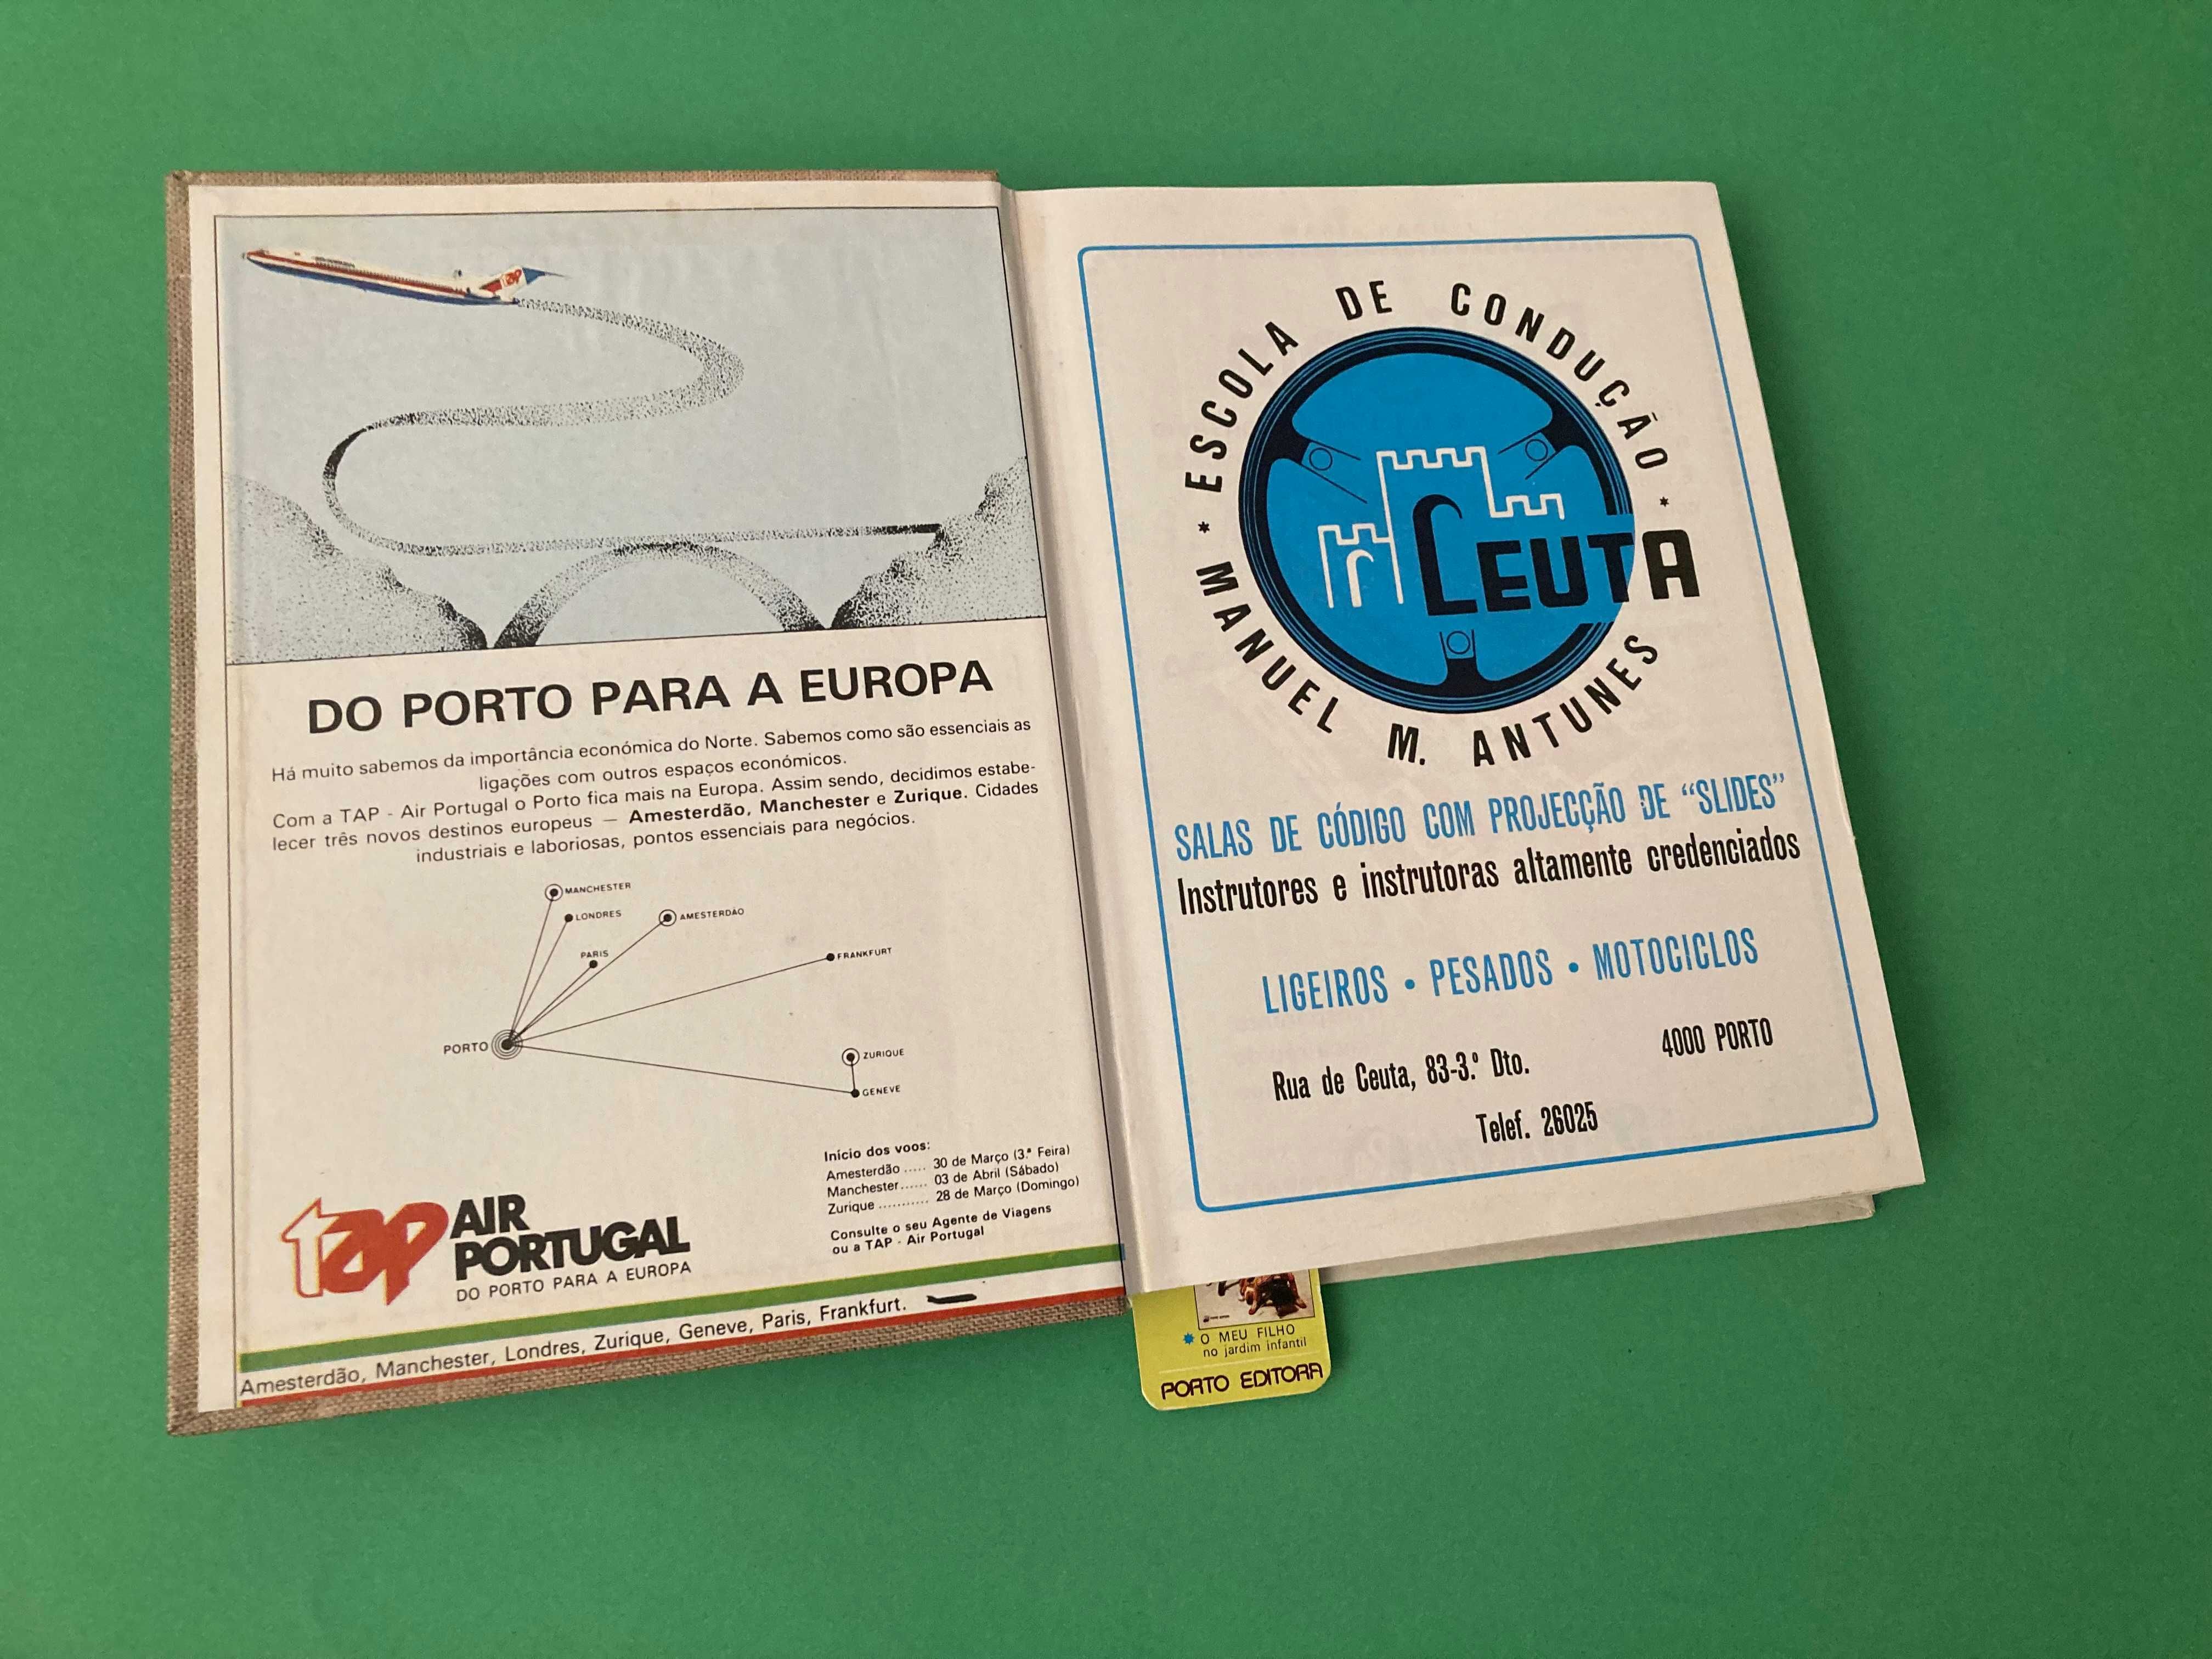 tap
DO PORTO PARA A EUROPA
Há muito sabemos da importância económica do Norte. Sabemos como são essenciais as
ligações com outros espaços económicos.
Com a TAP - Air Portugal o Porto fica mais na Europa. Assim sendo, decidimos estabe-
lecer três novos destinos europeus — Amesterdão, Manchester e Zurique. Cidades
industriais e laboriosas, pontos essenciais para negócios.
MANCHESTER
LONDRES
AMESTERDÃO
PARIS
FRANKFURT
PORTO
ZURIQUE
GENEVE
Início dos voos:
Amesterdão ..... 30 de Março (3.ª Feira)
Manchester...... 03 de Abril (Sábado)
Zurique ........... 28 de Março (Domingo)
Consulte o seu Agente de Viagens
ou a TAP - Air Portugal
tap AIR
PORTUGAL
DO PORTO PARA A EUROPA
Amesterdão, Manchester, Londres, Zurique, Geneve, Paris, Frankfurt.
* ESCOLA DE CONDUÇÃO *
CEUTA
MANUEL M. ANTUNES
SALAS DE CÓDIGO COM PROJECÇÃO DE “SLIDES”
Instrutores e instrutoras altamente credenciados
LIGEIROS • PESADOS • MOTOCICLOS
Rua de Ceuta, 83-3.º Dto. 4000 PORTO
Telef. 26025
* O MEU FILHO
no jardim infantil
PORTO EDITORA